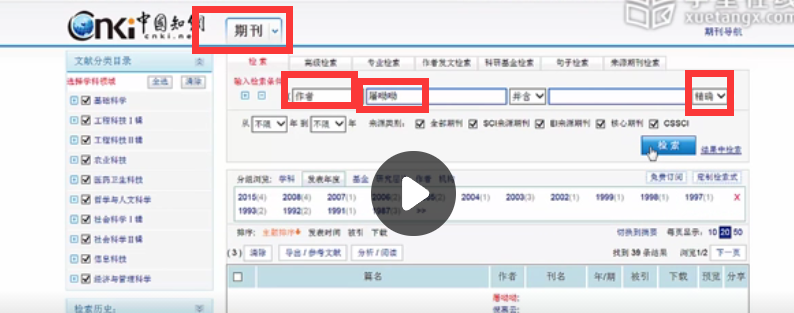 cnki中国知网
cnki.net
期刊
学堂在线
xuetangx.com
期刊导航
文献分类目录
选择学科领域 全选 清除
基础科学
工程科技Ⅰ辑
工程科技Ⅱ辑
农业科技
医药卫生科技
哲学与人文科学
社会科学Ⅰ辑
社会科学Ⅱ辑
信息科技
经济与管理科学
检索历史:
检索 高级检索 专业检索 作者发文检索 科研基金检索 句子检索 来源期刊检索
输入检索条件
作者 屠呦呦 并含 精确
从 不限 年 到 不限 年 来源类别: 全部期刊 SCI来源期刊 EI来源期刊 核心期刊 CSSCI
检索 结果中检索
分组浏览: 学科 发表年度 基金 作者 机构 免费订阅 定制检索式
2015(4) 2008(4) 2007(1) 2004(1) 2003(3) 2002(1) 1999(1) 1998(1) 1997(1) X
1993(2) 1992(2) 1991(1) >>
排序: 主题排序 发表时间 被引 下载 切换到摘要 每页显示: 10 20 50
(3) 清除 导出/参考文献 分析/阅读 找到 39 条结果 浏览1/2 下一页
篇名 作者 刊名 年/期 被引 下载 预览 分享
屠呦呦;